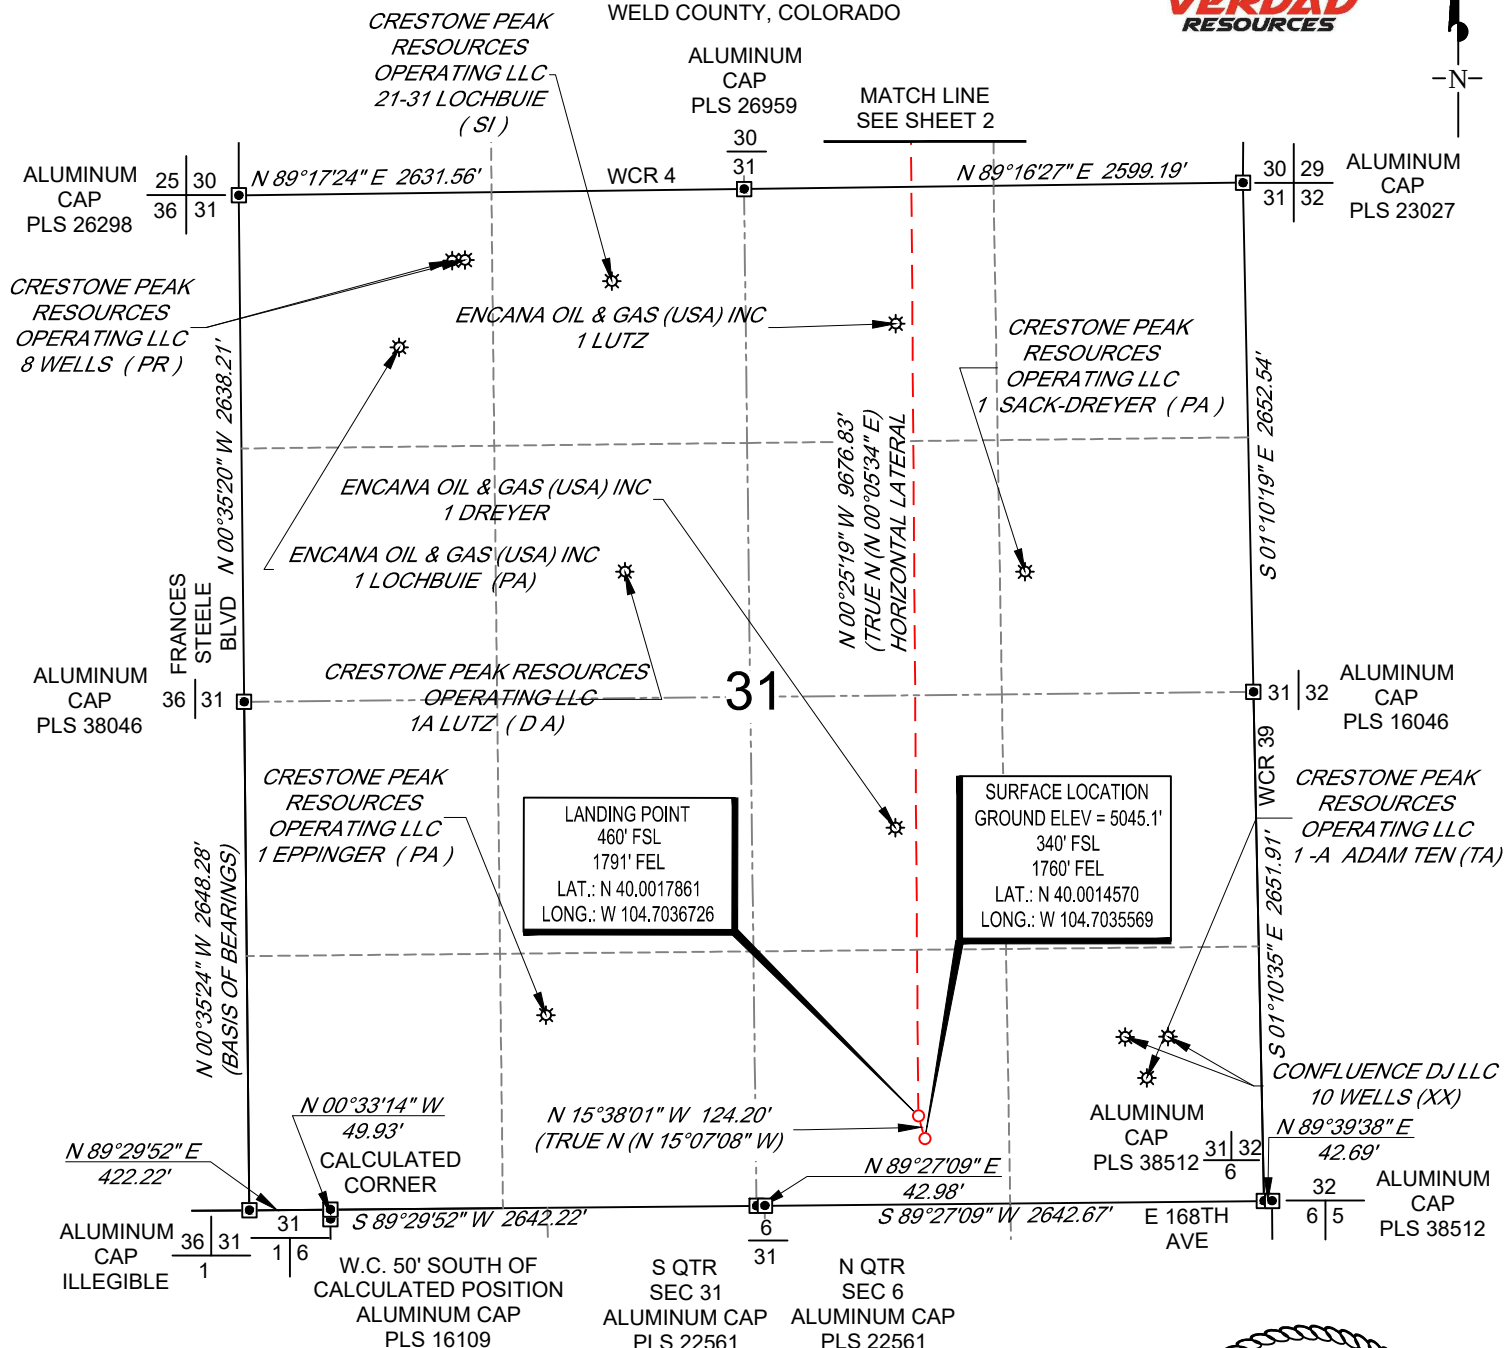 WELD COUNTY, COLORADO
VERDAD
RESOURCES
-N-
CRESTONE PEAK
RESOURCES
OPERATING LLC
21-31 LOCHBUIE
( SI )
ALUMINUM
CAP
PLS 26959
30
31
MATCH LINE
SEE SHEET 2
ALUMINUM
CAP
PLS 26298
25 30
36 31
N 89°17'24" E 2631.56'
WCR 4
N 89°16'27" E 2599.19'
30 29
31 32
ALUMINUM
CAP
PLS 23027
CRESTONE PEAK
RESOURCES
OPERATING LLC
8 WELLS ( PR )
ENCANA OIL & GAS (USA) INC
1 LUTZ
CRESTONE PEAK
RESOURCES
OPERATING LLC
1 SACK-DREYER ( PA )
N 00°35'20" W 2638.21'
S 01°10'19" E 2652.54'
N 00°25'19" W 9676.83'
(TRUE N (N 00°05'34" E)
HORIZONTAL LATERAL
ENCANA OIL & GAS (USA) INC
1 DREYER
ENCANA OIL & GAS (USA) INC
1 LOCHBUIE (PA)
FRANCES
STEELE
BLVD
CRESTONE PEAK RESOURCES
OPERATING LLC
1A LUTZ ( D A)
31
ALUMINUM
CAP
PLS 38046
36 31
31 32
ALUMINUM
CAP
PLS 16046
WCR 39
CRESTONE PEAK
RESOURCES
OPERATING LLC
1 EPPINGER ( PA )
LANDING POINT
460' FSL
1791' FEL
LAT.: N 40.0017861
LONG.: W 104.7036726
SURFACE LOCATION
GROUND ELEV = 5045.1'
340' FSL
1760' FEL
LAT.: N 40.0014570
LONG.: W 104.7035569
CRESTONE PEAK
RESOURCES
OPERATING LLC
1 -A ADAM TEN (TA)
N 00°35'24" W 2648.28'
(BASIS OF BEARINGS)
S 01°10'35" E 2651.91'
CONFLUENCE DJ LLC
10 WELLS (XX)
N 00°33'14" W
49.93'
CALCULATED
CORNER
N 15°38'01" W 124.20'
(TRUE N (N 15°07'08" W)
ALUMINUM
CAP
PLS 38512
31 32
6
N 89°39'38" E
42.69'
N 89°29'52" E
422.22'
N 89°27'09" E
42.98'
S 89°29'52" W 2642.22'
S 89°27'09" W 2642.67'
E 168TH
AVE
32
6 5
ALUMINUM
CAP
PLS 38512
ALUMINUM
CAP
ILLEGIBLE
36 31
1
31
1 6
6
31
W.C. 50' SOUTH OF
CALCULATED POSITION
ALUMINUM CAP
PLS 16109
S QTR
SEC 31
ALUMINUM CAP
PLS 22561
N QTR
SEC 6
ALUMINUM CAP
PLS 22561